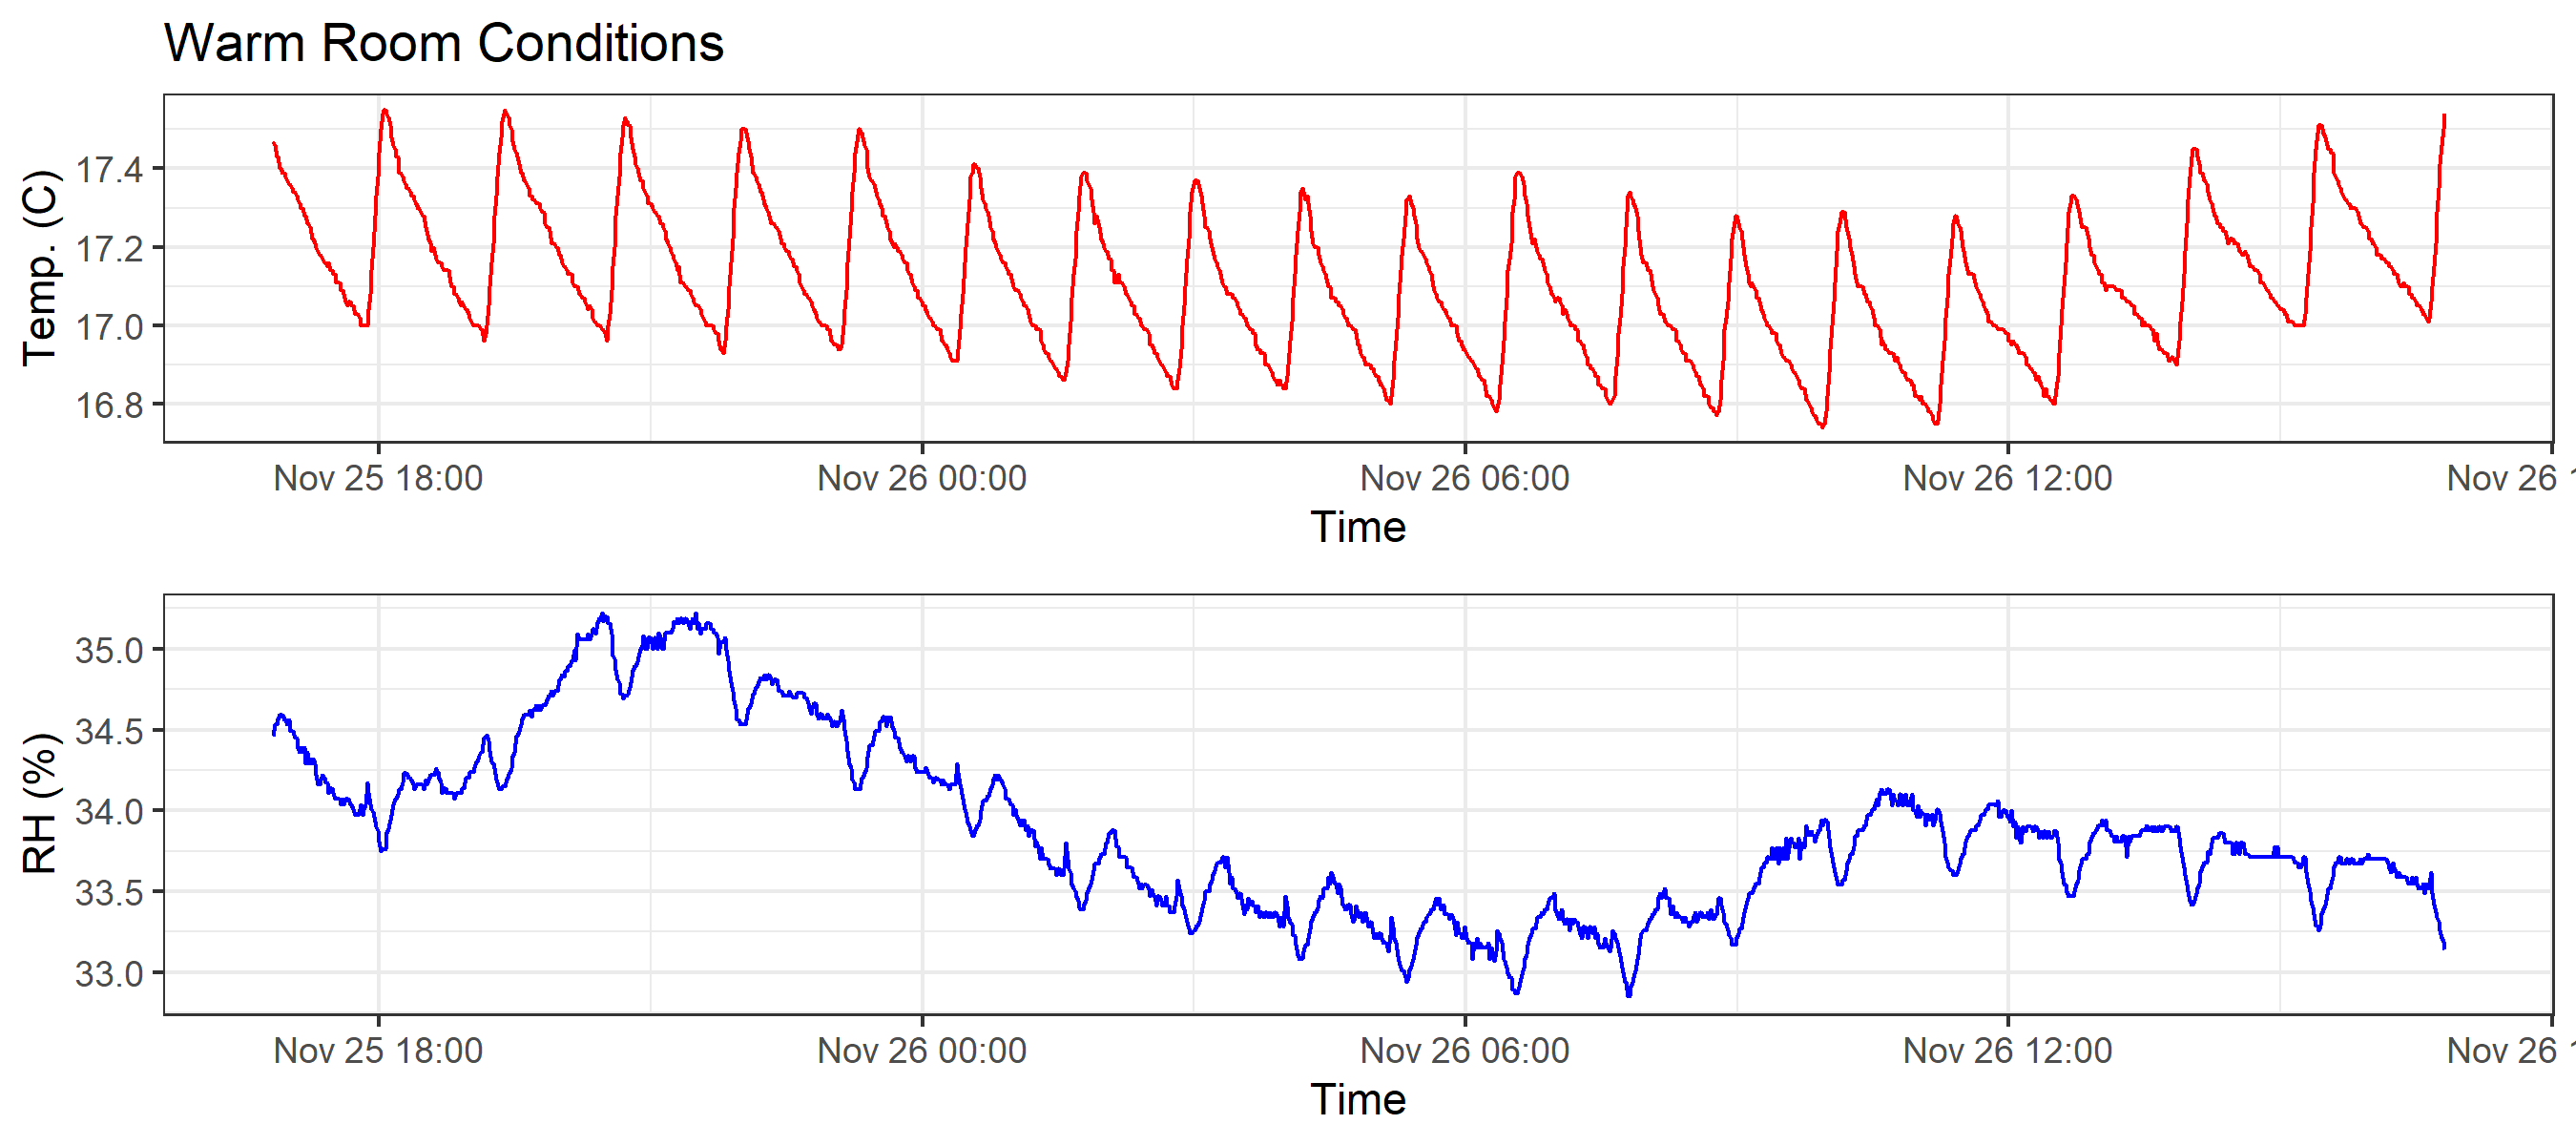 Warm Room Conditions
Temp. (C)
17.4
17.2
17.0
16.8
Nov 25 18:00 Nov 26 00:00 Nov 26 06:00 Nov 26 12:00 Nov 26 1
Time
RH (%)
35.0
34.5
34.0
33.5
33.0
Nov 25 18:00 Nov 26 00:00 Nov 26 06:00 Nov 26 12:00 Nov 26 1
Time